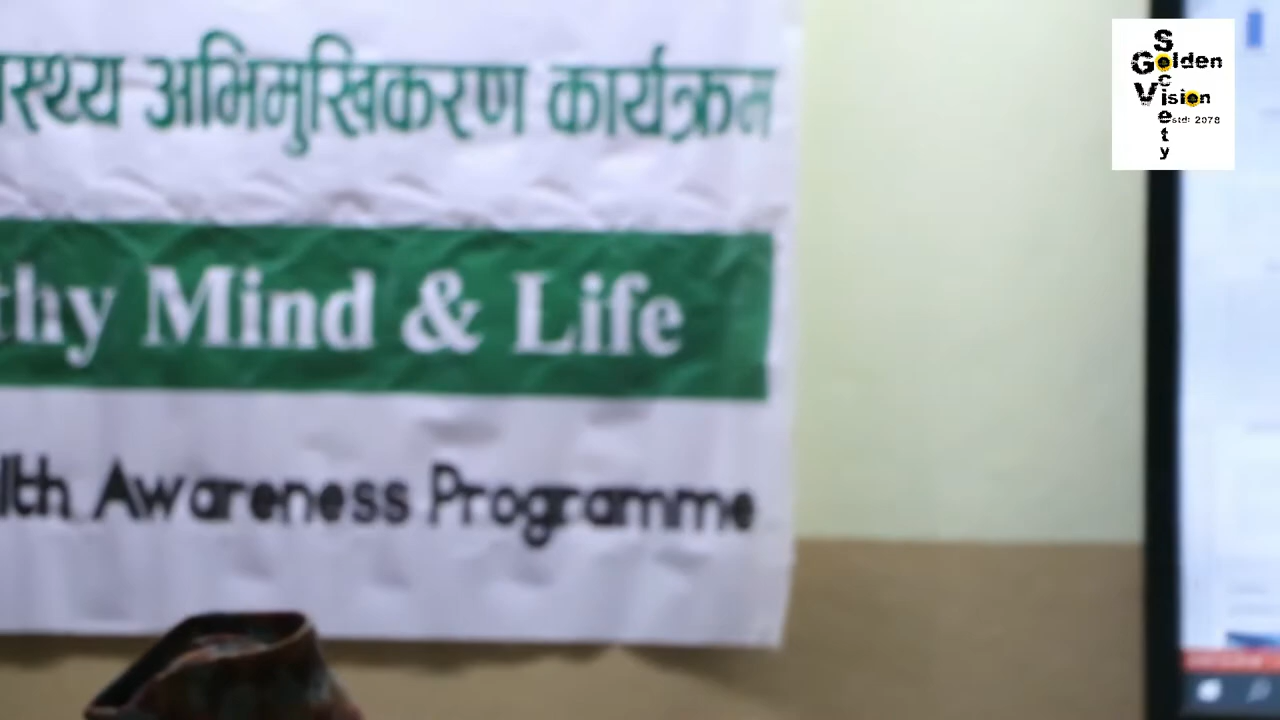 स्थ्य अभिमुखिकरण कार्यक्रम
thy Mind & Life
lth Awareness Programme
Society
Golden
Vision
estd: 2078